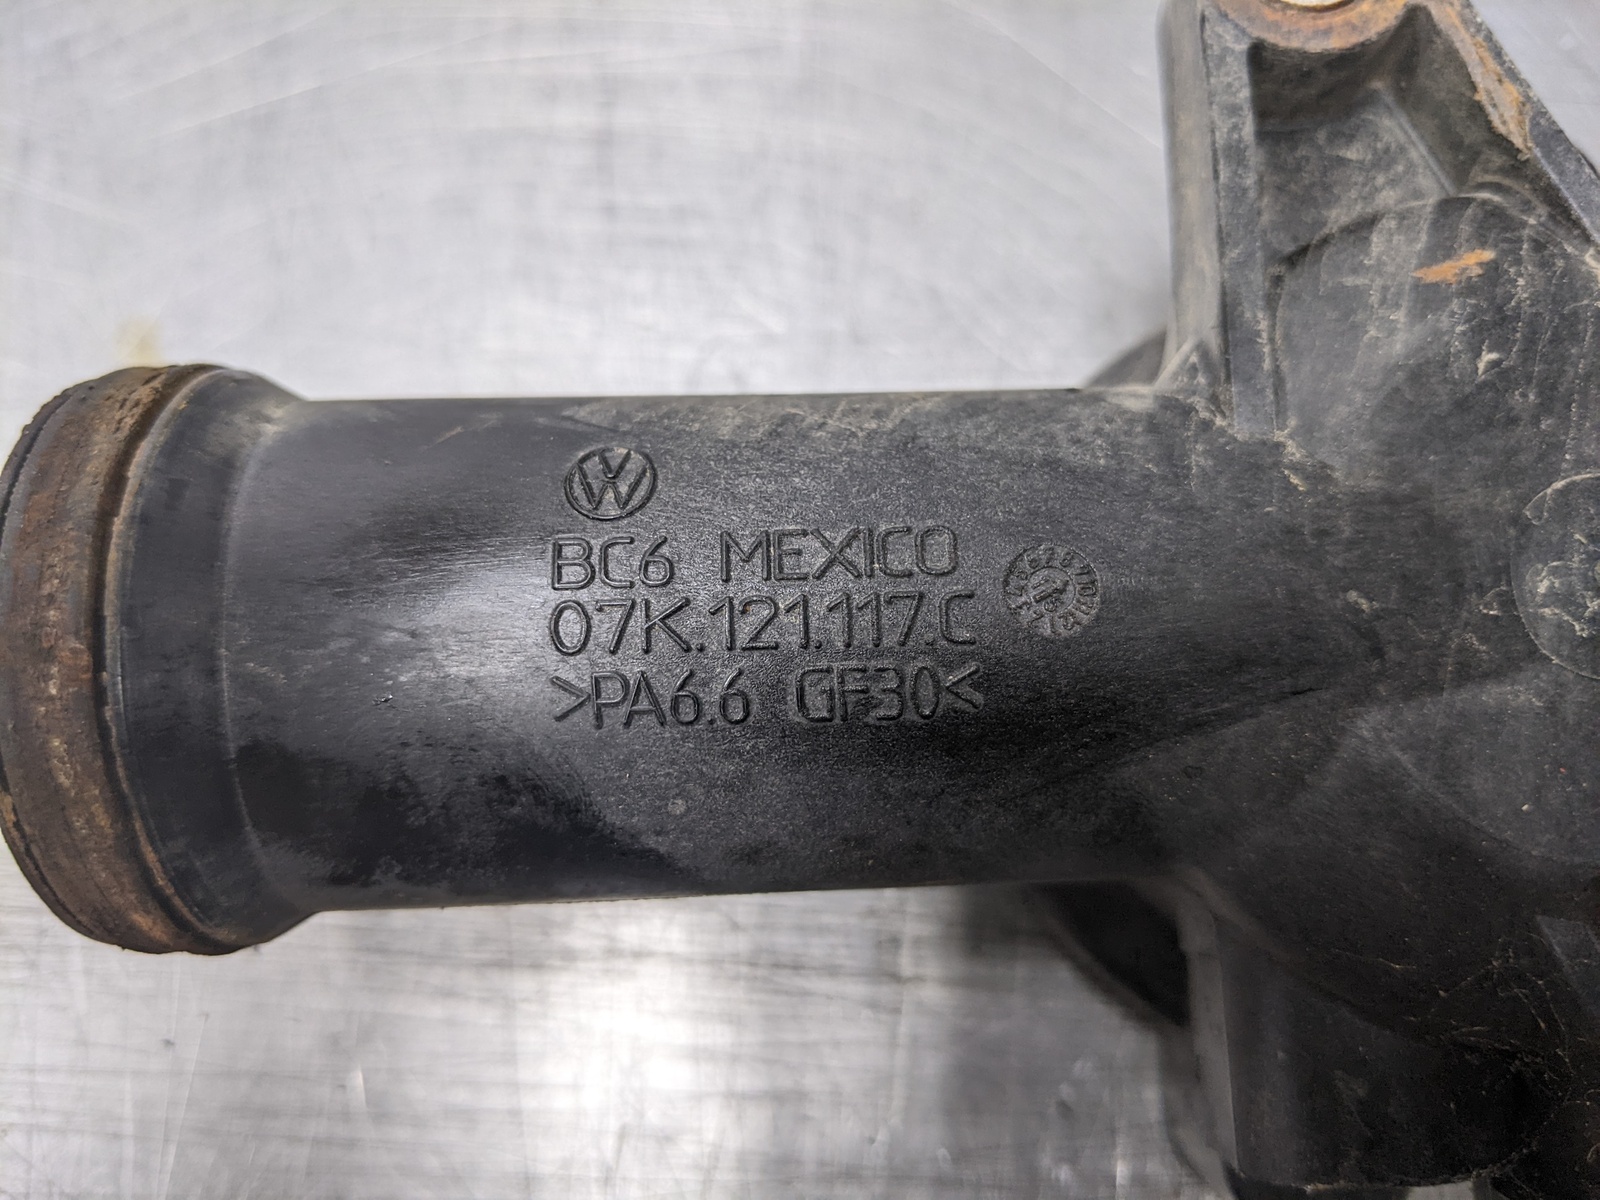 BC6 MEXICO
07K.121.117.C
>PA6.6 GF30<